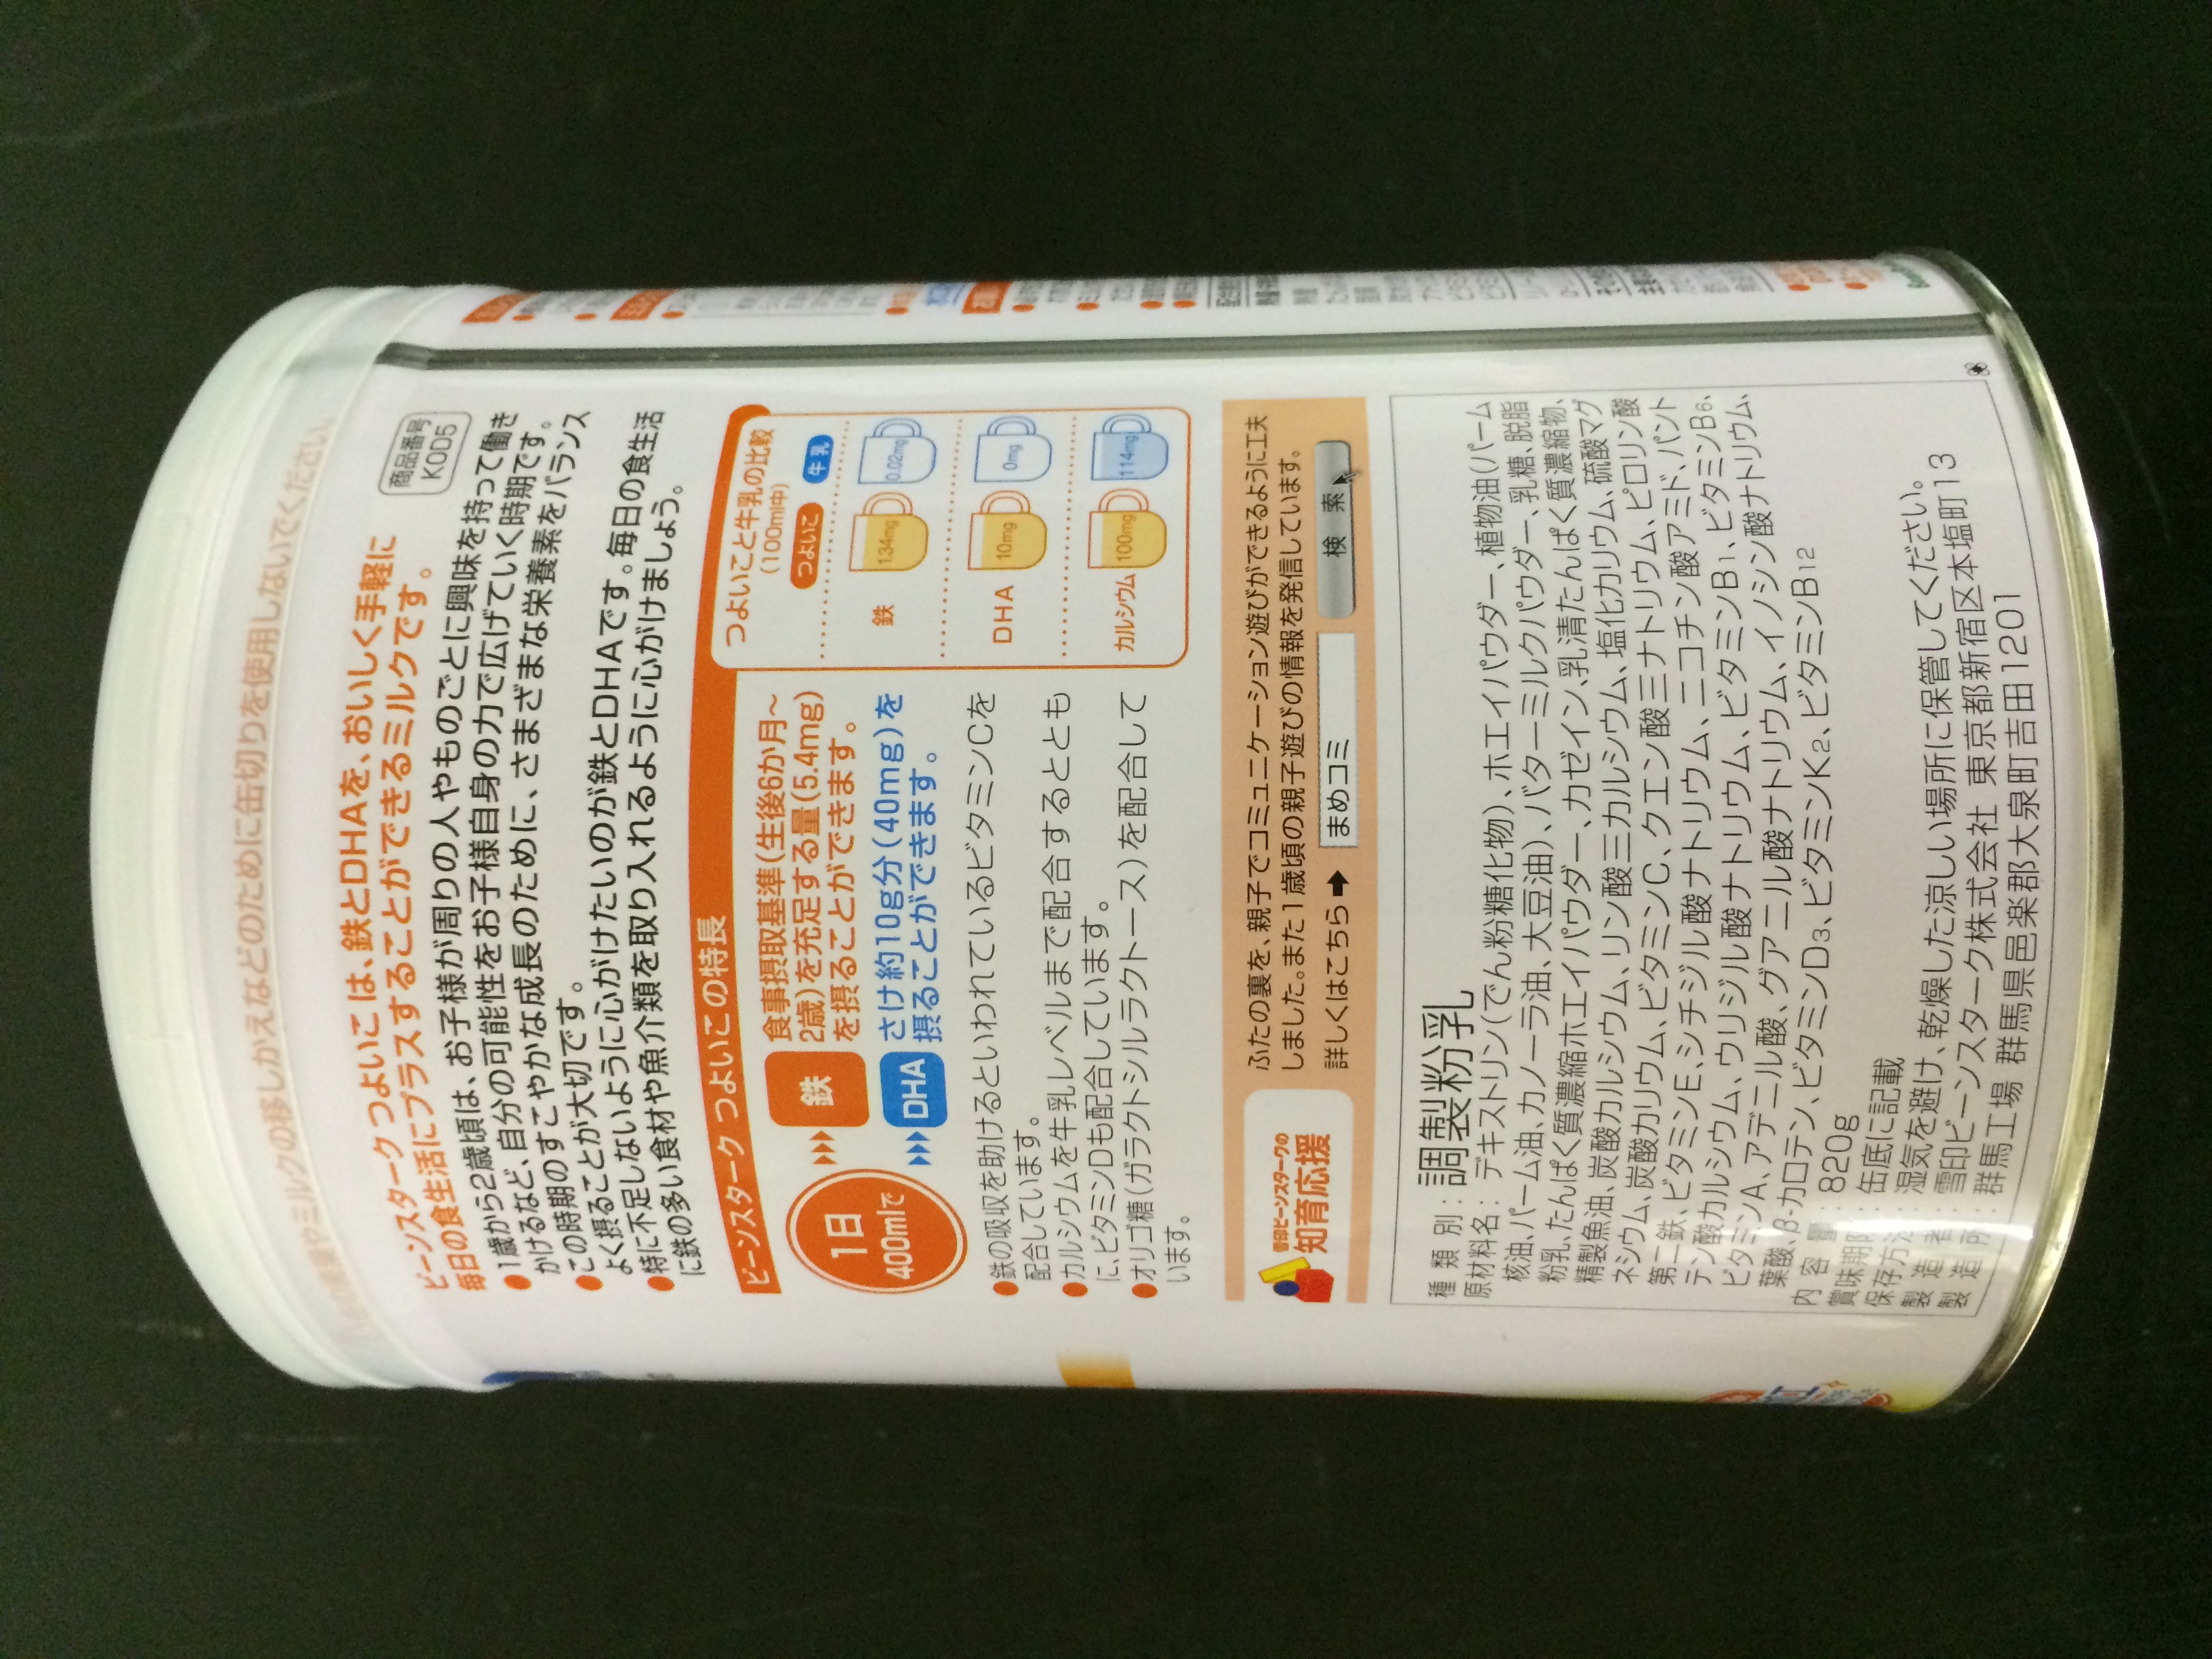 めに缶切りを使用しないでください。
商品番号
K0D5
ビーンスターク つよいこは、鉄とDHAを、おいしく手軽に
毎日の食生活にプラスすることができるミルクです。
●1歳から2歳頃は、お子様が周りの人やものごとに興味を持って働き
かけるなど、自分の可能性をお子様自身の力で広げていく時期です。
●この時期のすこやかな成長のために、さまざまな栄養素をバランス
よく摂ることが大切です。
●特に不足しないように心がけたいのが鉄とDHAです。毎日の食生活
に鉄の多い食材や魚介類を取り入れるように心がけましょう。
ビーンスターク つよいこの特長
1日
400mlで
鉄
食事摂取基準(生後6か月～
2歳)を充足する量(5.4mg)
を摂ることができます。
DHA
さけ約10g分(40mg)を
摂ることができます。
つよいこと牛乳の比較
(100ml中)
つよいこ 牛乳
鉄 1.34mg 0.02mg
DHA 10mg 0mg
カルシウム 100mg 114mg
●鉄の吸収を助けるといわれているビタミンCを
配合しています。
●カルシウムを牛乳レベルまで配合するととも
に、ビタミンDも配合しています。
●オリゴ糖(ガラクトシルラクトース)を配合して
います。
雪印ビーンスタークの
知育応援
ふたの裏を、親子でコミュニケーション遊びができるように工夫
しました。また1歳頃の親子遊びの情報を発信しています。
詳しくはこちら➡ まめコミ 検 索
種類別:調製粉乳
原材料名:デキストリン(でん粉糖化物)、ホエイパウダー、植物油(パーム
核油、パーム油、カノーラ油、大豆油)、バターミルクパウダー、乳糖、脱脂
粉乳、たんぱく質濃縮ホエイパウダー、カゼイン、乳清たんぱく質濃縮物、
精製魚油、炭酸カルシウム、リン酸三カルシウム、塩化カリウム、硫酸マグ
ネシウム、炭酸カリウム、ビタミンC、クエン酸三ナトリウム、ピロリン酸
第二鉄、ビタミンE、シチジル酸ナトリウム、ニコチン酸アミド、パント
テン酸カルシウム、ウリジル酸ナトリウム、ビタミンB1、ビタミンB6、
ビタミンA、アデニル酸、グアニル酸ナトリウム、イノシン酸ナトリウム、
葉酸、β-カロテン、ビタミンD3、ビタミンK2、ビタミンB12
内容量:820g
賞味期限:缶底に記載
保存方法:湿気を避け、乾燥した涼しい場所に保管してください。
製造者:雪印ビーンスターク株式会社 東京都新宿区本塩町13
製造所:群馬工場 群馬県邑楽郡大泉町吉田1201